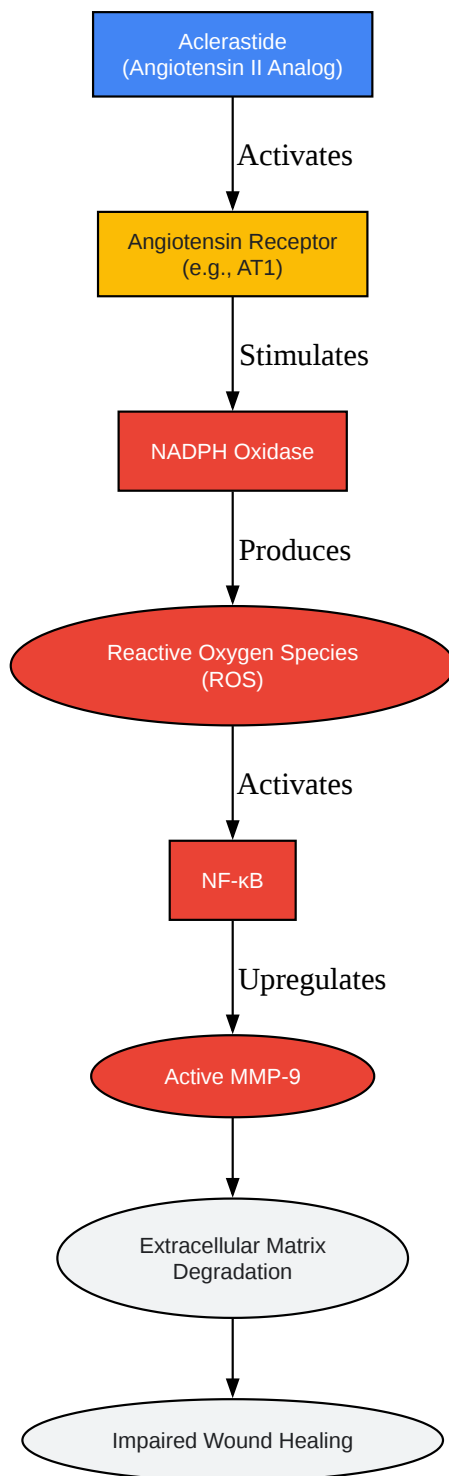 Aclerastide
(Angiotensin II Analog)
Activates
Angiotensin Receptor
(e.g., AT1)
Stimulates
NADPH Oxidase
Produces
Reactive Oxygen Species
(ROS)
Activates
NF-κB
Upregulates
Active MMP-9
Extracellular Matrix
Degradation
Impaired Wound Healing